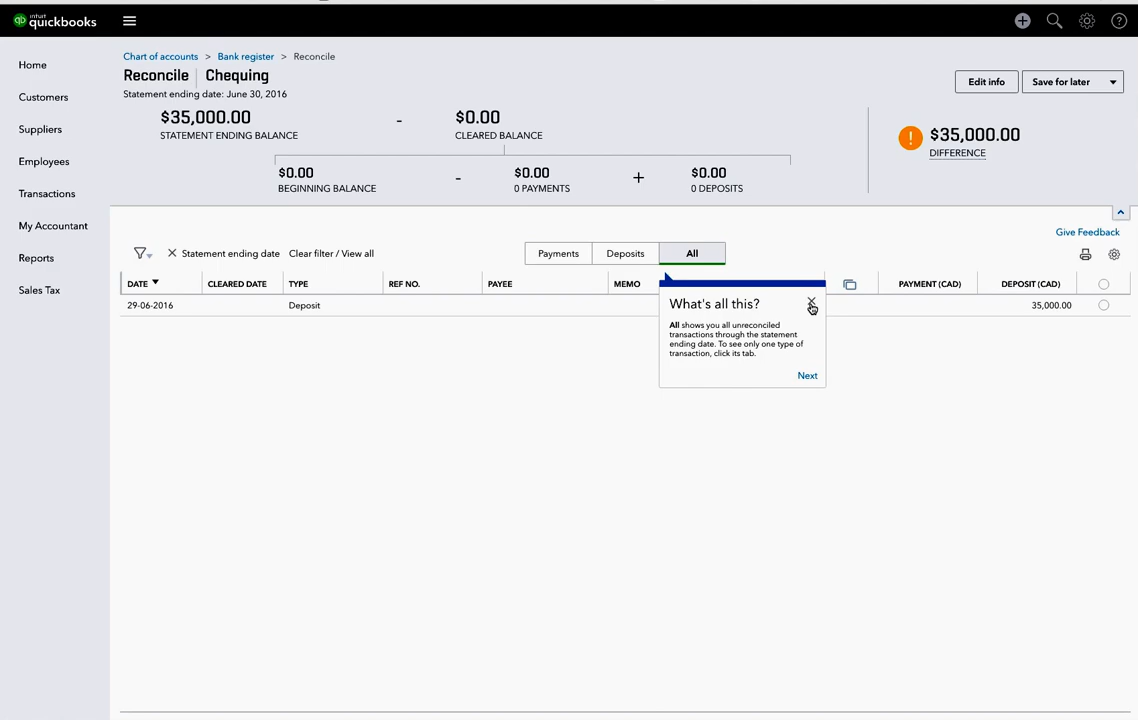 intuit quickbooks
Home
Customers
Suppliers
Employees
Transactions
My Accountant
Reports
Sales Tax
Chart of accounts > Bank register > Reconcile
Reconcile | Chequing
Statement ending date: June 30, 2016
Edit info
Save for later
$35,000.00
STATEMENT ENDING BALANCE
-
$0.00
CLEARED BALANCE
$0.00
BEGINNING BALANCE
-
$0.00
0 PAYMENTS
+
$0.00
0 DEPOSITS
! $35,000.00
DIFFERENCE
Give Feedback
Statement ending date Clear filter / View all
Payments Deposits All
DATE CLEARED DATE TYPE REF NO. PAYEE MEMO PAYMENT (CAD) DEPOSIT (CAD)
29-06-2016 Deposit 35,000.00
What's all this?
All shows you all unreconciled
transactions through the statement
ending date. To see only one type of
transaction, click its tab.
Next